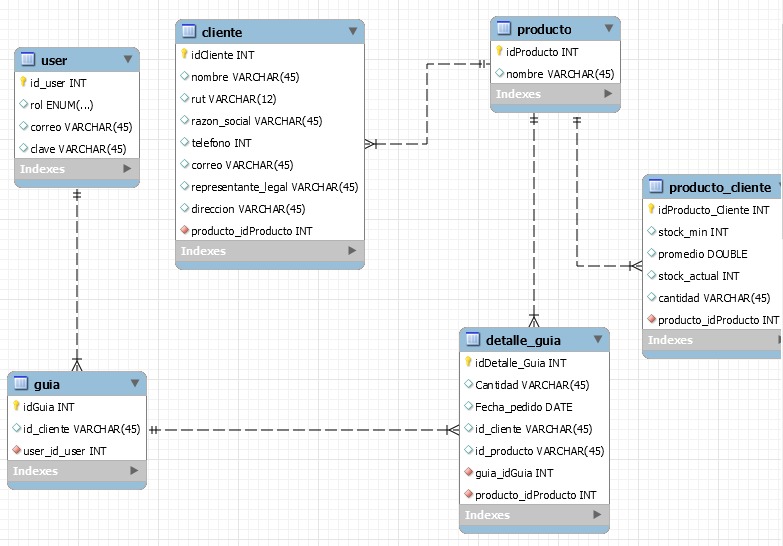 user
id_user INT
rol ENUM(...)
correo VARCHAR(45)
clave VARCHAR(45)
Indexes
cliente
idCliente INT
nombre VARCHAR(45)
rut VARCHAR(12)
razon_social VARCHAR(45)
telefono INT
correo VARCHAR(45)
representante_legal VARCHAR(45)
direccion VARCHAR(45)
producto_idProducto INT
Indexes
producto
idProducto INT
nombre VARCHAR(45)
Indexes
producto_cliente
idProducto_Cliente INT
stock_min INT
promedio DOUBLE
stock_actual INT
cantidad VARCHAR(45)
producto_idProducto INT
Indexes
guia
idGuia INT
id_cliente VARCHAR(45)
user_id_user INT
Indexes
detalle_guia
idDetalle_Guia INT
Cantidad VARCHAR(45)
Fecha_pedido DATE
id_cliente VARCHAR(45)
id_producto VARCHAR(45)
guia_idGuia INT
producto_idProducto INT
Indexes